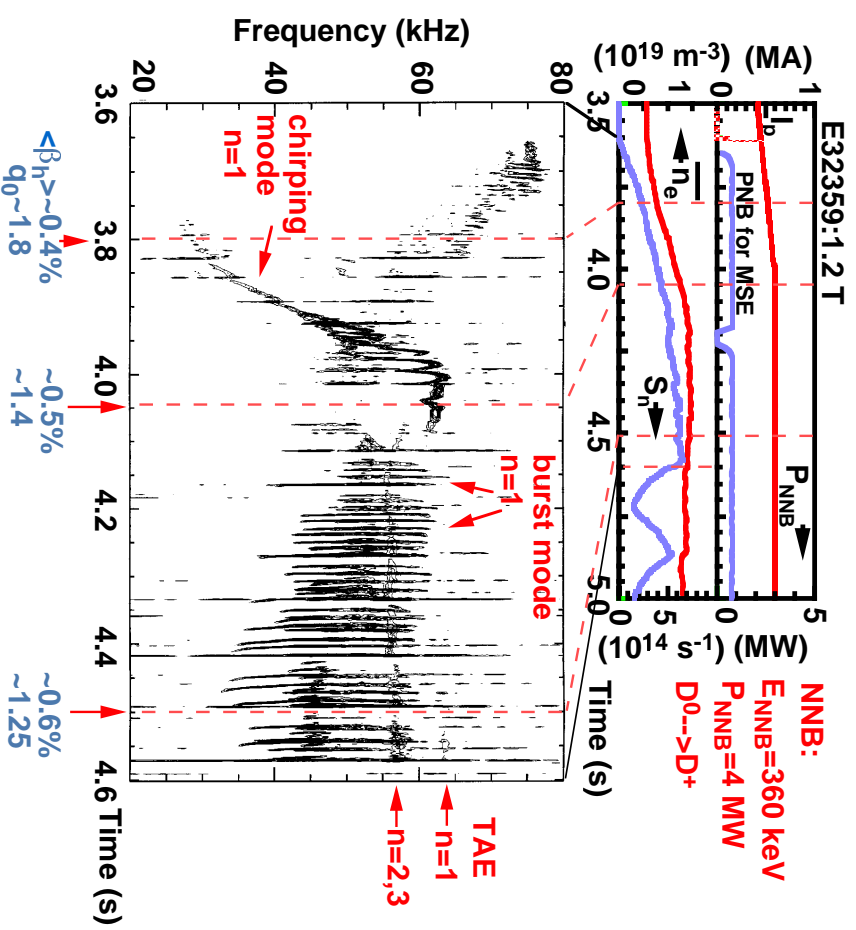 E32359:1.2 T
1
(MA)
0
Ip
PNB for MSE
PNNB
5
(MW)
0
1
(10^19 m^-3)
0
ne
Sn
5
(10^14 s^-1)
0
3.5
4.0
4.5
5.0
Time (s)
NNB:
ENNB=360 keV
PNNB=4 MW
D^0-->D^+
80
60
40
20
Frequency (kHz)
chirping
mode
n=1
burst mode
n=1
TAE
n=1
n=2,3
3.6
3.8
4.0
4.2
4.4
4.6
Time (s)
<βh>~0.4%
~0.5%
~0.6%
q0~1.8
~1.4
~1.25